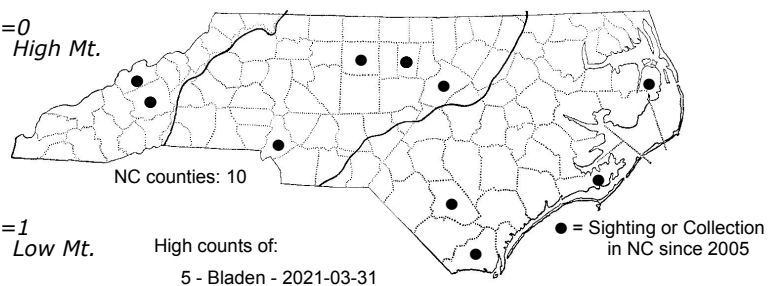 =0
High Mt.
NC counties: 10
=1
Low Mt.
High counts of:
5 - Bladen - 2021-03-31
● = Sighting or Collection
in NC since 2005